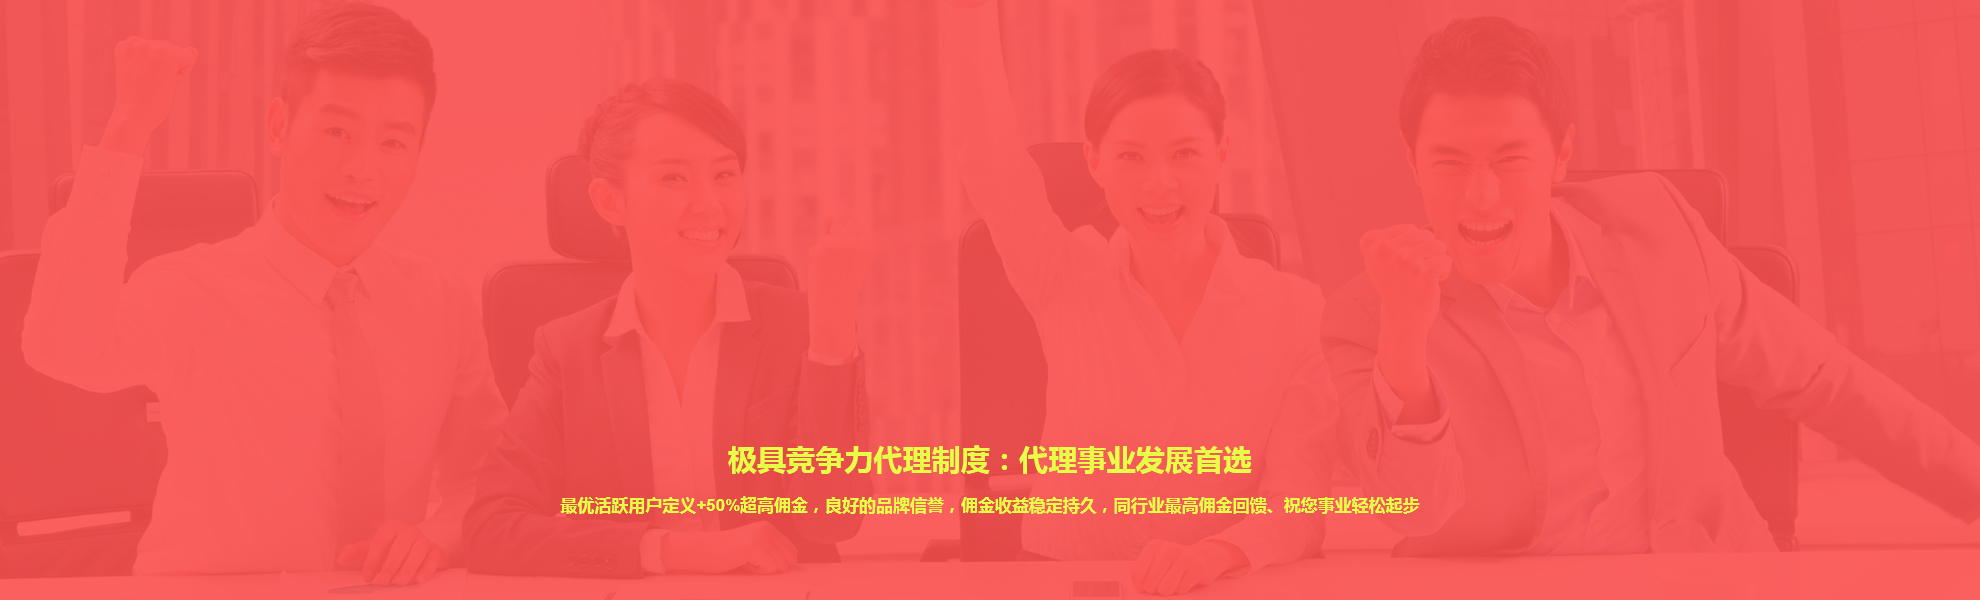 极具竞争力代理制度：代理事业发展首选
最优活跃用户定义+50%超高佣金，良好的品牌信誉，佣金收益稳定持久，同行业最高佣金回馈、祝您事业轻松起步